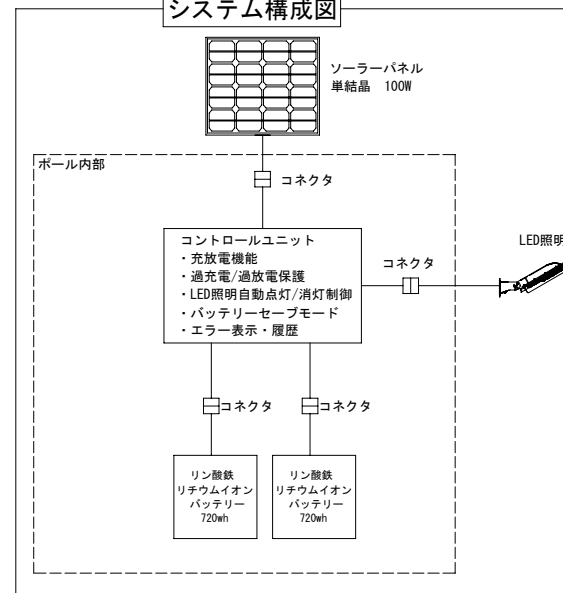 システム構成図
ソーラーパネル
単結晶　100W
ポール内部
コネクタ
コントロールユニット
・充放電機能
・過充電/過放電保護
・LED照明自動点灯/消灯制御
・バッテリーセーブモード
・エラー表示・履歴
コネクタ
LED照明
コネクタ
コネクタ
リン酸鉄
リチウムイオン
バッテリー
720wh
リン酸鉄
リチウムイオン
バッテリー
720wh